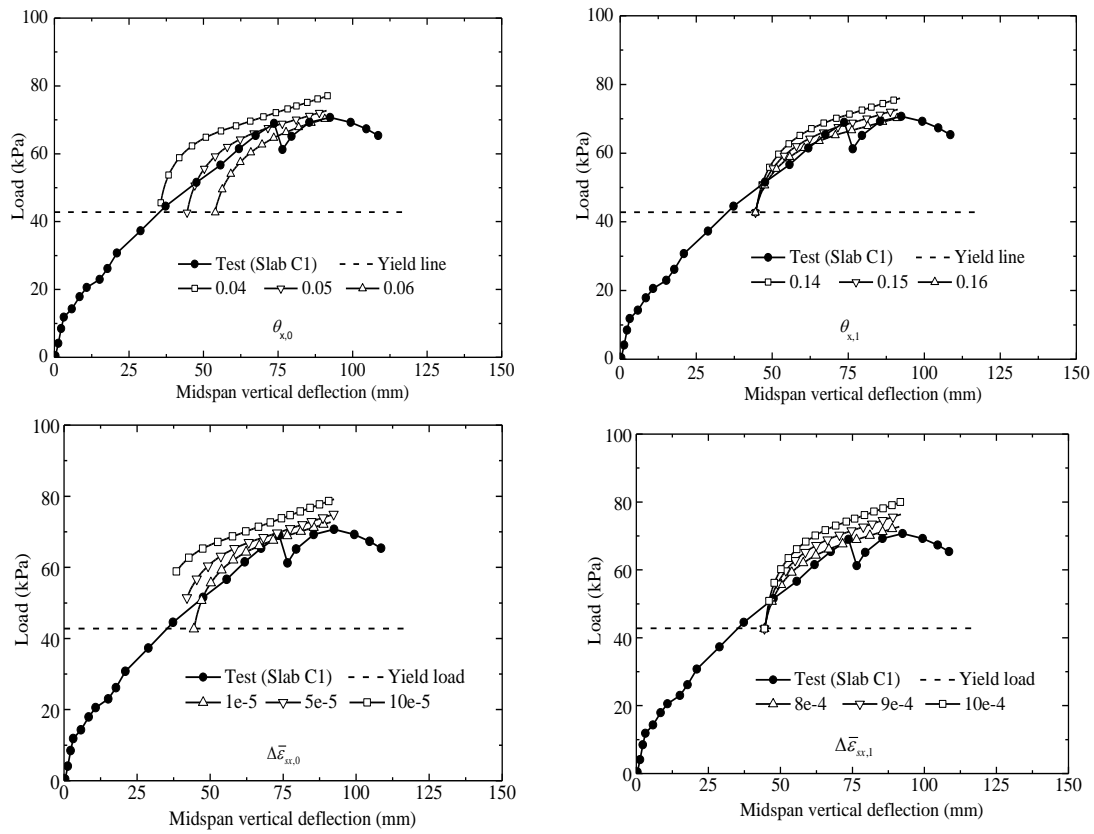 100
80
60
40
20
0
Load (kPa)
Test (Slab C1) Yield line
0.04 0.05 0.06
θx,0
0 25 50 75 100 125 150
Midspan vertical deflection (mm)
100
80
60
40
20
0
Load (kPa)
Test (Slab C1) Yield line
0.14 0.15 0.16
θx,1
0 25 50 75 100 125 150
Midspan vertical deflection (mm)
100
80
60
40
20
0
Load (kPa)
Test (Slab C1) Yield load
1e-5 5e-5 10e-5
Δε̄sx,0
0 25 50 75 100 125 150
Midspan vertical deflection (mm)
100
80
60
40
20
0
Load (kPa)
Test (Slab C1) Yield load
8e-4 9e-4 10e-4
Δε̄sx,1
0 25 50 75 100 125 150
Midspan vertical deflection (mm)